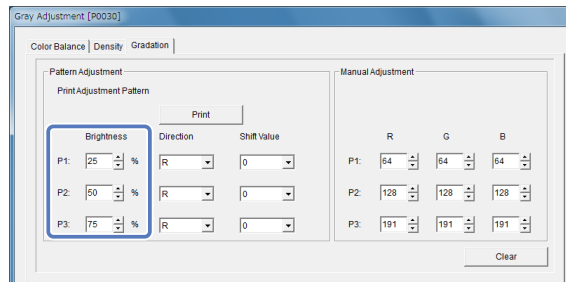 Gray Adjustment [P0030]
Color Balance Density Gradation
Pattern Adjustment Manual Adjustment
Print Adjustment Pattern
Print
Brightness Direction Shift Value R G B
P1: 25 % R 0 P1: 64 64 64
P2: 50 % R 0 P2: 128 128 128
P3: 75 % R 0 P3: 191 191 191
Clear